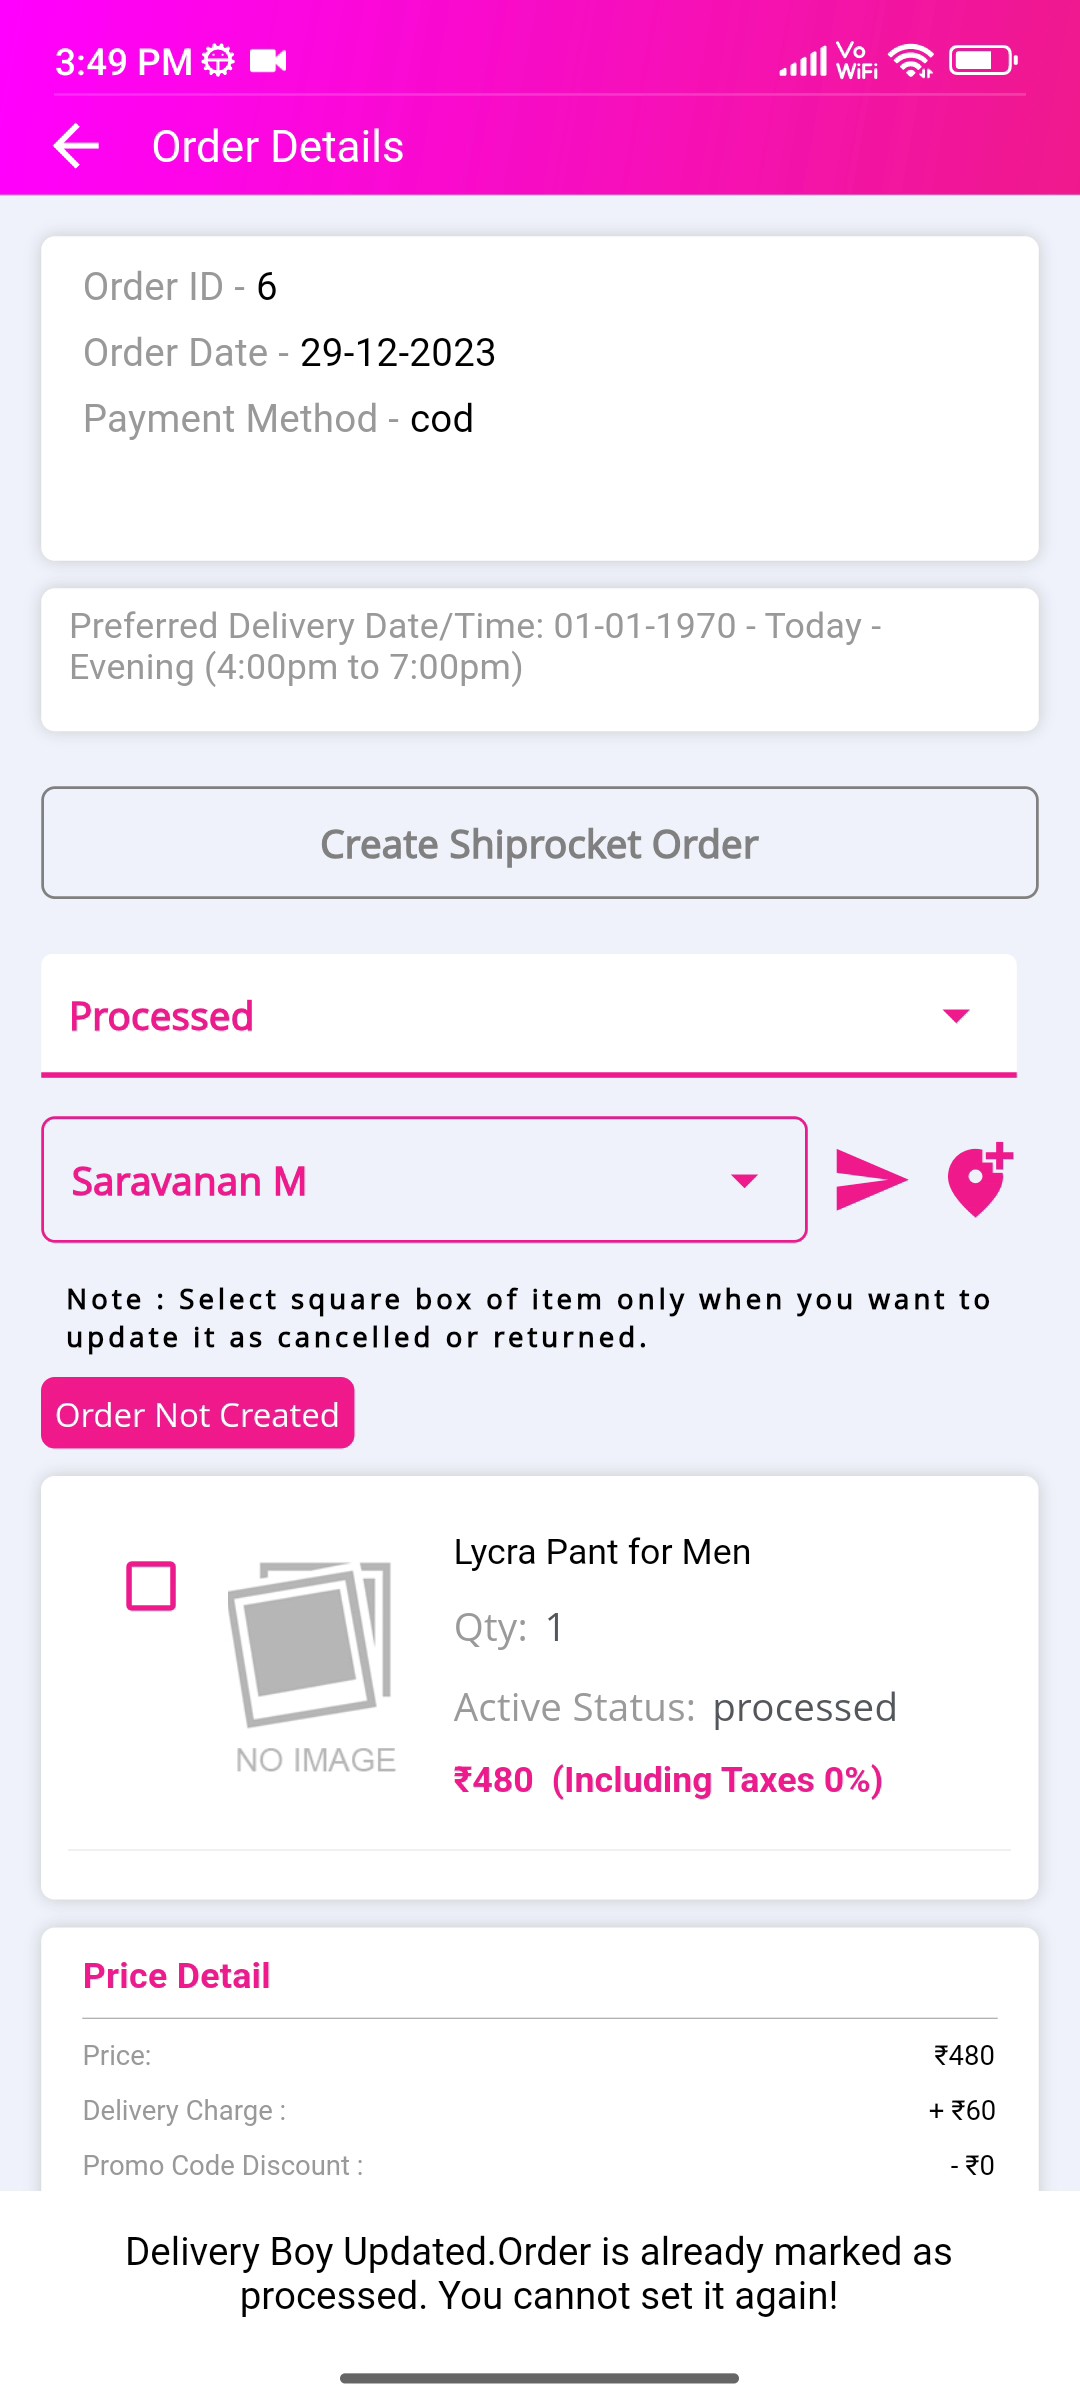 3:49 PM
Vo
WiFi
Order Details
Order ID - 6
Order Date - 29-12-2023
Payment Method - cod
Preferred Delivery Date/Time: 01-01-1970 - Today -
Evening (4:00pm to 7:00pm)
Create Shiprocket Order
Processed
Saravanan M
Note : Select square box of item only when you want to
update it as cancelled or returned.
Order Not Created
Lycra Pant for Men
Qty: 1
Active Status: processed
NO IMAGE
₹480 (Including Taxes 0%)
Price Detail
Price: ₹480
Delivery Charge : + ₹60
Promo Code Discount : - ₹0
Delivery Boy Updated.Order is already marked as
processed. You cannot set it again!